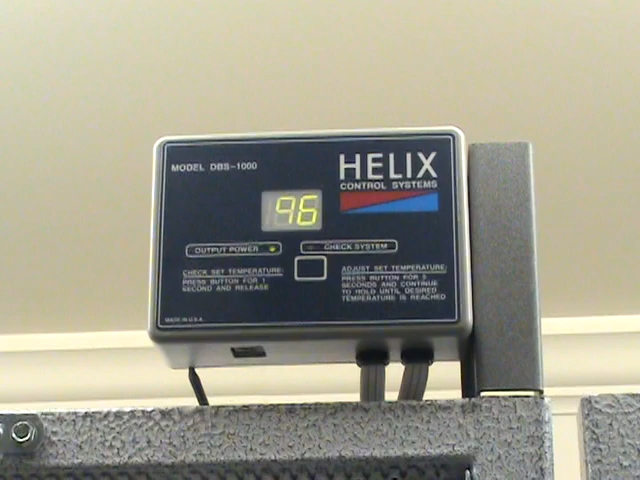 MODEL DBS-1000
HELIX
CONTROL SYSTEMS
96
OUTPUT POWER
CHECK SYSTEM
CHECK SET TEMPERATURE:
PRESS BUTTON FOR 1
SECOND AND RELEASE
ADJUST SET TEMPERATURE:
PRESS BUTTON FOR 5
SECONDS AND CONTINUE
TO HOLD UNTIL DESIRED
TEMPERATURE IS REACHED
MADE IN U.S.A.